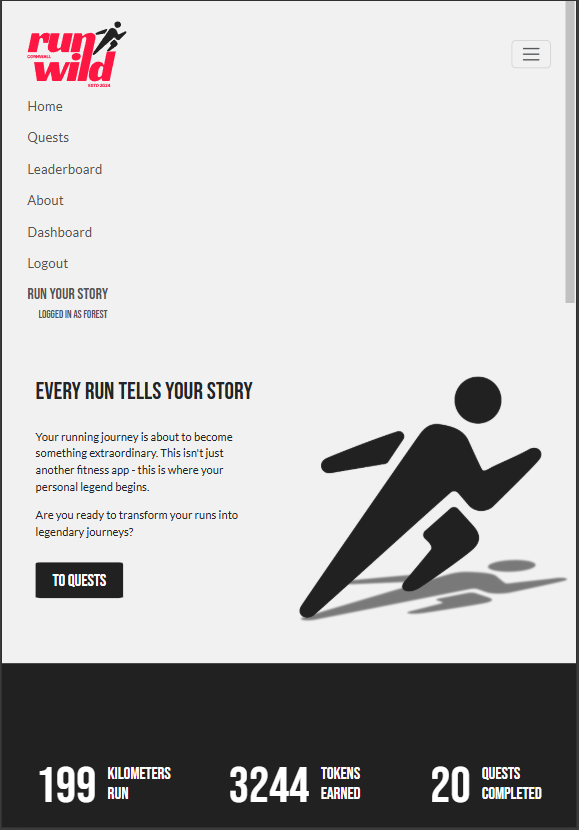 run
CORNWALL
wild
ESTD 2024
Home
Quests
Leaderboard
About
Dashboard
Logout
RUN YOUR STORY
LOGGED IN AS FOREST
EVERY RUN TELLS YOUR STORY
Your running journey is about to become
something extraordinary. This isn't just
another fitness app - this is where your
personal legend begins.
Are you ready to transform your runs into
legendary journeys?
TO QUESTS
199 KILOMETERS
RUN
3244 TOKENS
EARNED
20 QUESTS
COMPLETED